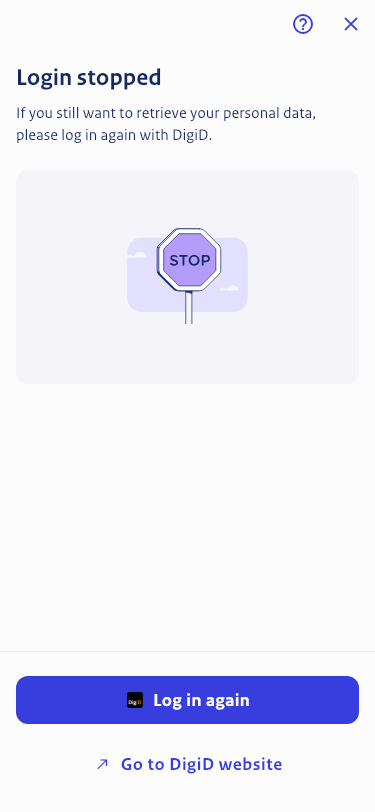 Login stopped
If you still want to retrieve your personal data,
please log in again with DigiD.
STOP
DigiD Log in again
Go to DigiD website